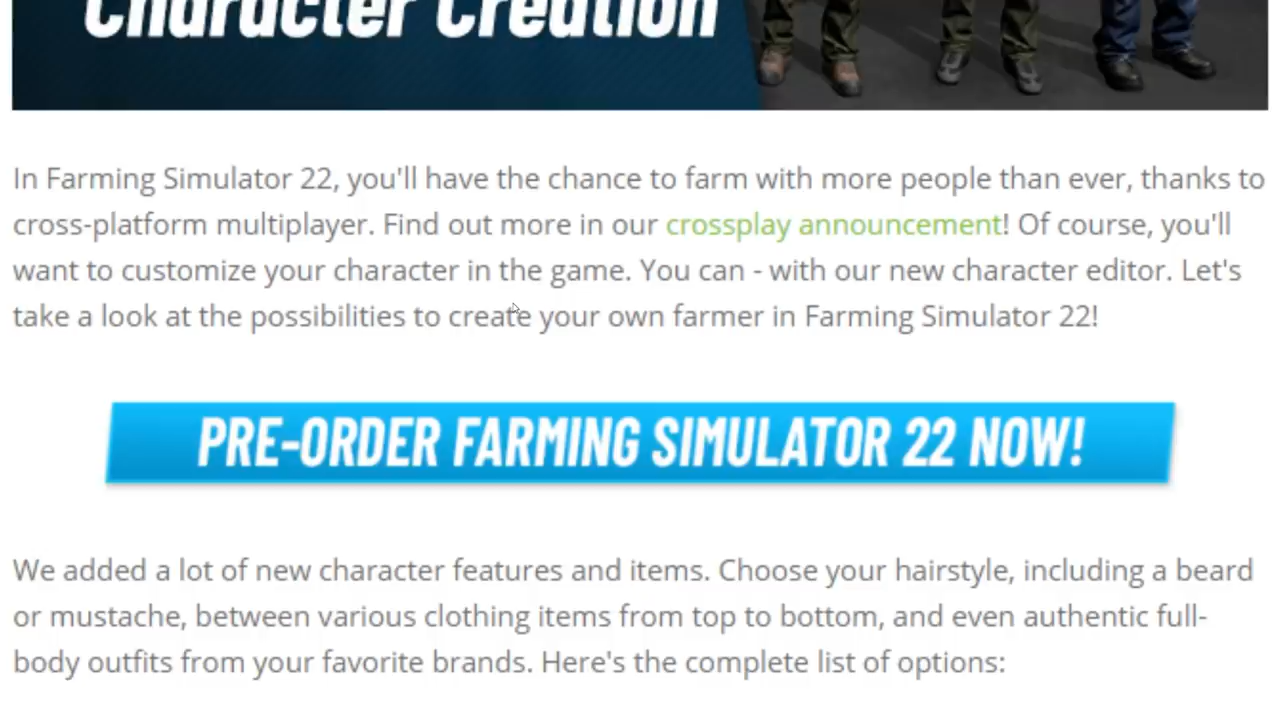 Character Creation
In Farming Simulator 22, you'll have the chance to farm with more people than ever, thanks to
cross-platform multiplayer. Find out more in our crossplay announcement! Of course, you'll
want to customize your character in the game. You can - with our new character editor. Let's
take a look at the possibilities to create your own farmer in Farming Simulator 22!
PRE-ORDER FARMING SIMULATOR 22 NOW!
We added a lot of new character features and items. Choose your hairstyle, including a beard
or mustache, between various clothing items from top to bottom, and even authentic full-
body outfits from your favorite brands. Here's the complete list of options: